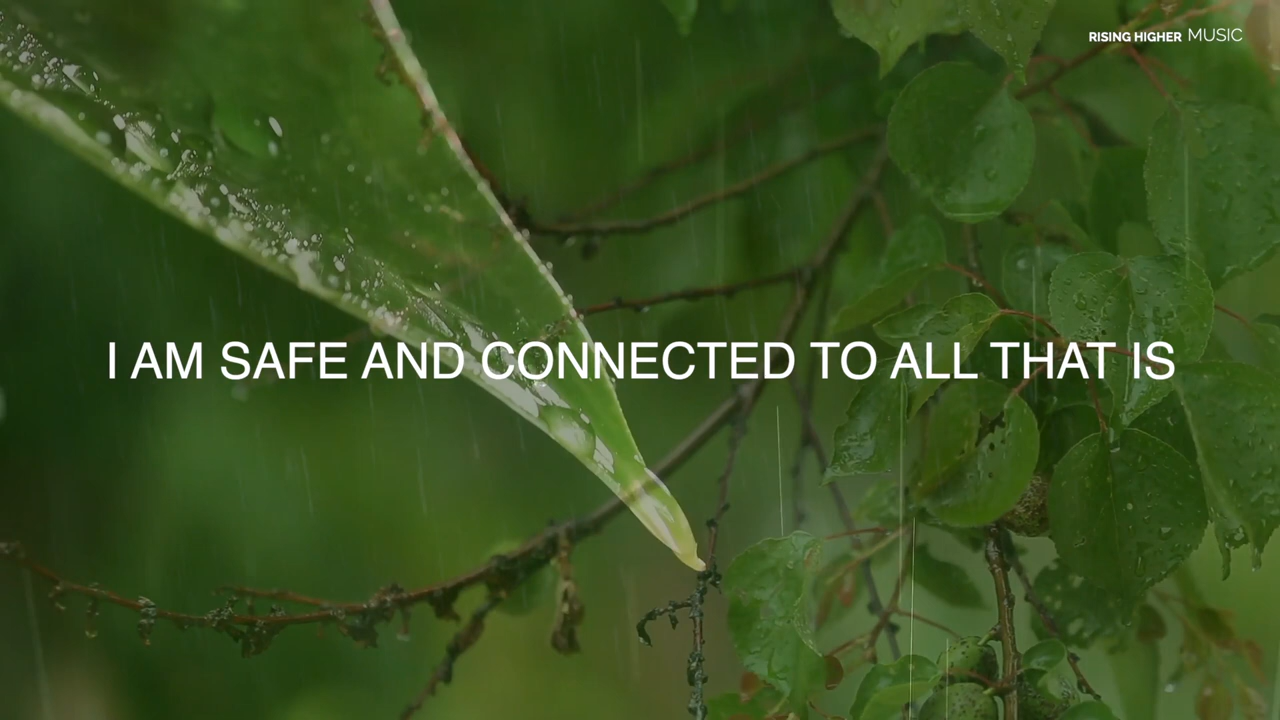 RISING HIGHER MUSIC
I AM SAFE AND CONNECTED TO ALL THAT IS